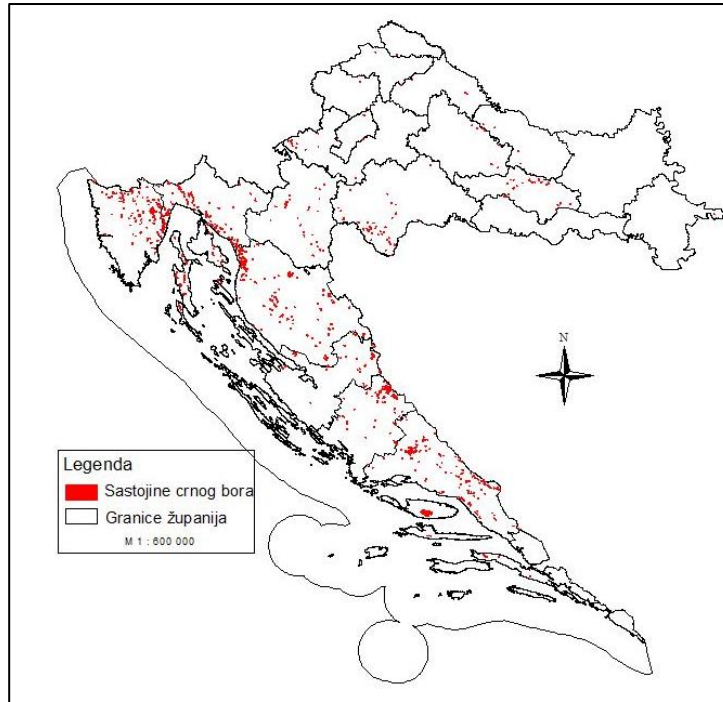 N
Legenda
Sastojine crnog bora
Granice županija
M 1 : 600 000